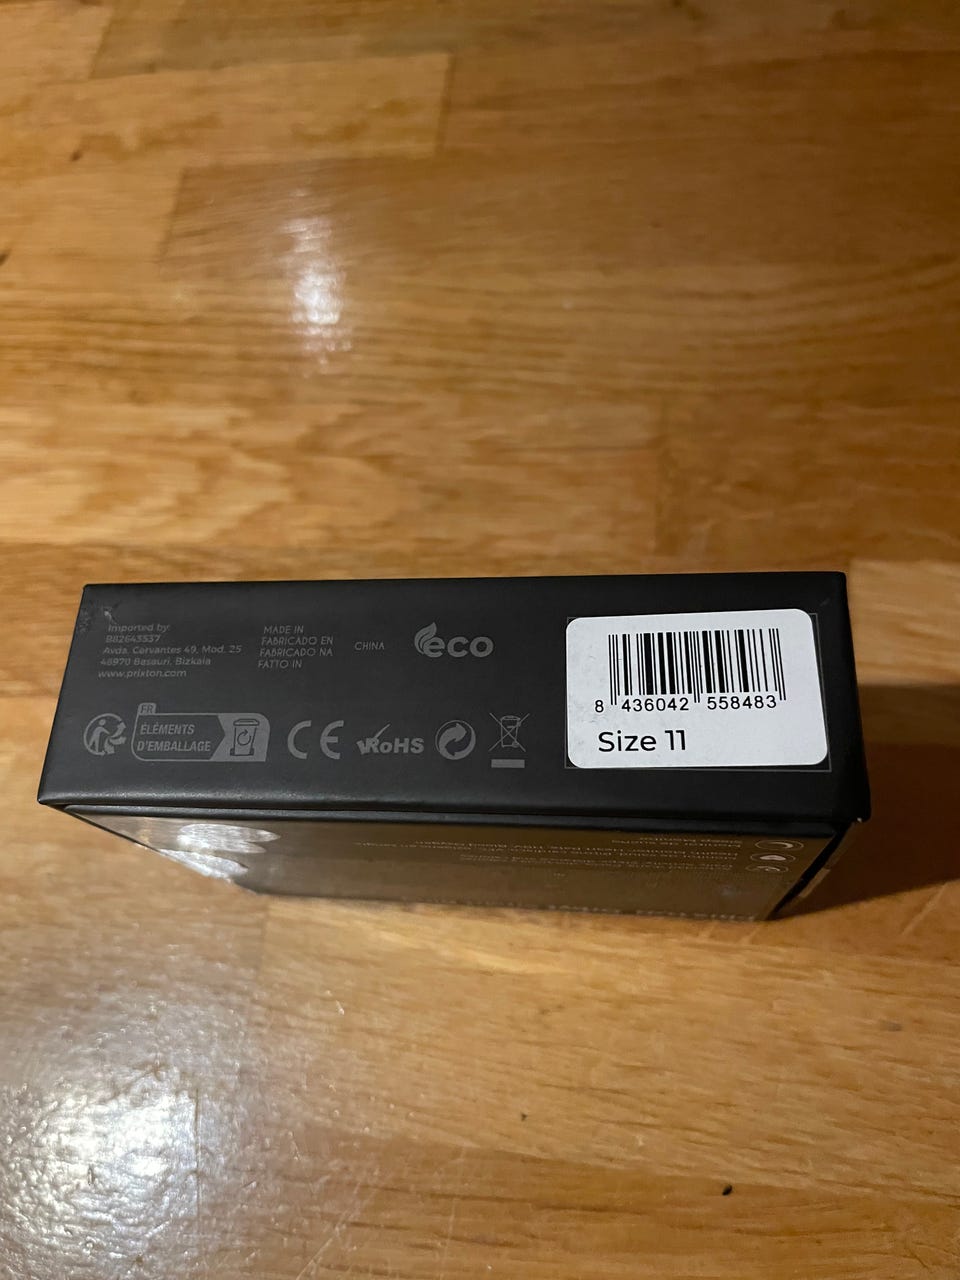 Imported by:
B82643537
Avda. Cervantes 49, Mod. 25
48970 Basauri, Bizkaia
www.prixton.com
MADE IN
FABRICADO EN
FABRICADO NA
FATTO IN
CHINA
eco
FR
ÉLÉMENTS
D'EMBALLAGE
CE
RoHS
8 436042 558483
Size 11